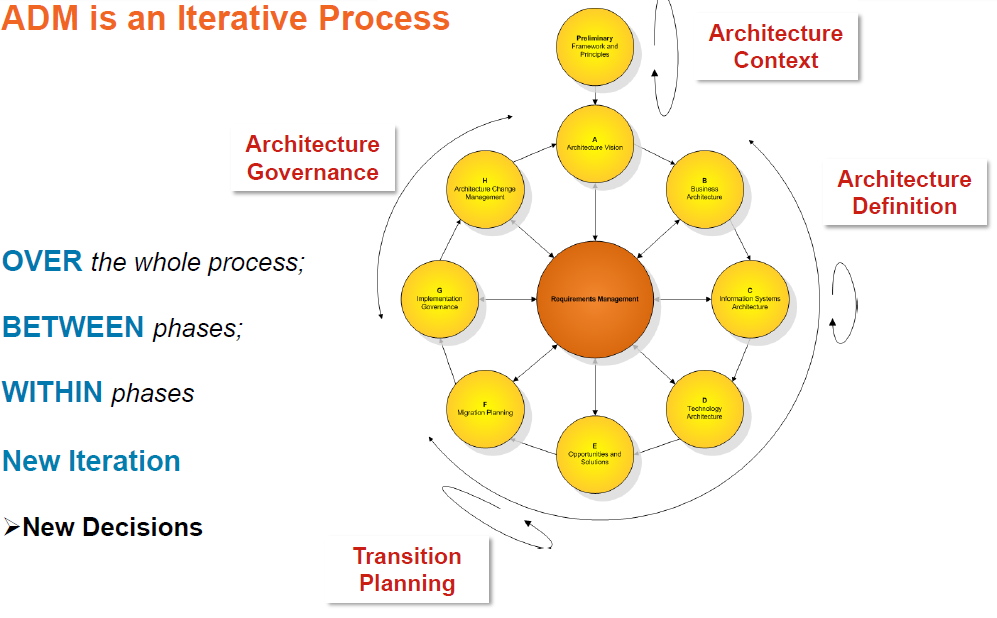 ADM is an Iterative Process
Preliminary
Framework and
Principles
Architecture
Context
A
Architecture Vision
Architecture
Governance
H
Architecture Change
Management
B
Business
Architecture
Architecture
Definition
OVER the whole process;
G
Implementation
Governance
Requirements Management
C
Information Systems
Architecture
BETWEEN phases;
WITHIN phases
F
Migration Planning
D
Technology
Architecture
E
Opportunities and
Solutions
New Iteration
➢New Decisions
Transition
Planning